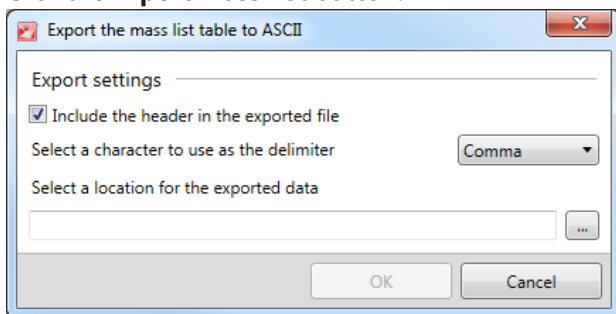 Export the mass list table to ASCII
Export settings
Include the header in the exported file
Select a character to use as the delimiter Comma
Select a location for the exported data
...
OK Cancel